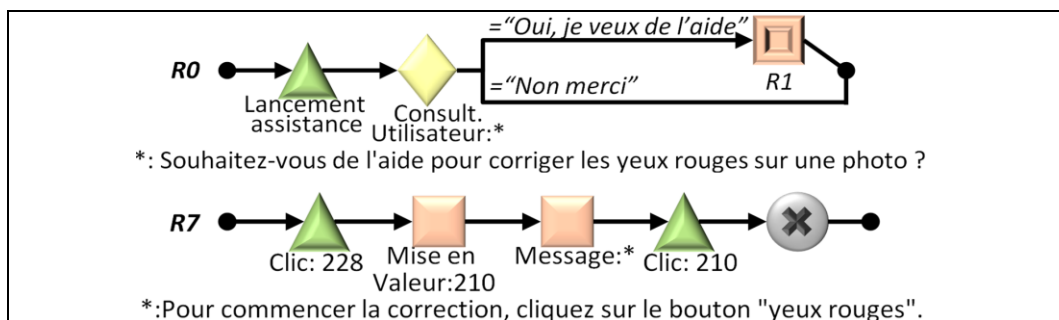 ="Oui, je veux de l'aide"
R0
="Non merci"
R1
Lancement
assistance
Consult.
Utilisateur:*
*: Souhaitez-vous de l'aide pour corriger les yeux rouges sur une photo ?
R7
Clic: 228
Mise en
Valeur:210
Message:*
Clic: 210
*:Pour commencer la correction, cliquez sur le bouton "yeux rouges".